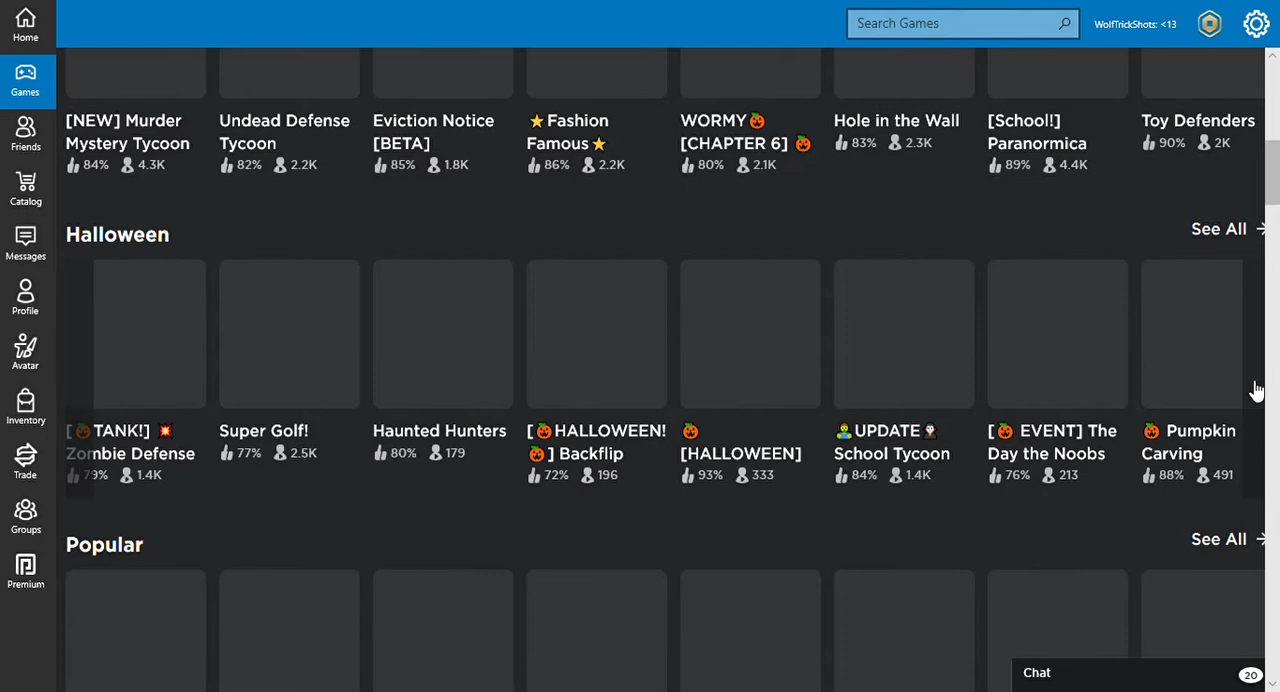 Home
Search Games
WolfTrickShots: <13
Games
Friends
Catalog
Messages
Profile
Avatar
Inventory
Trade
Groups
Premium
[NEW] Murder
Mystery Tycoon
84% 4.3K
Undead Defense
Tycoon
82% 2.2K
Eviction Notice
[BETA]
85% 1.8K
⭐Fashion
Famous⭐
86% 2.2K
WORMY🎃
[CHAPTER 6] 🎃
80% 2.1K
Hole in the Wall
83% 2.3K
[School!]
Paranormica
89% 4.4K
Toy Defenders
90% 2K
Halloween
See All →
[🎃TANK!] 💥
Zombie Defense
79% 1.4K
Super Golf!
77% 2.5K
Haunted Hunters
80% 179
[🎃HALLOWEEN!
🎃] Backflip
72% 196
🎃
[HALLOWEEN]
93% 333
🧟UPDATE🧛
School Tycoon
84% 1.4K
[🎃 EVENT] The
Day the Noobs
76% 213
🎃 Pumpkin
Carving
88% 491
Popular
See All →
Chat
20